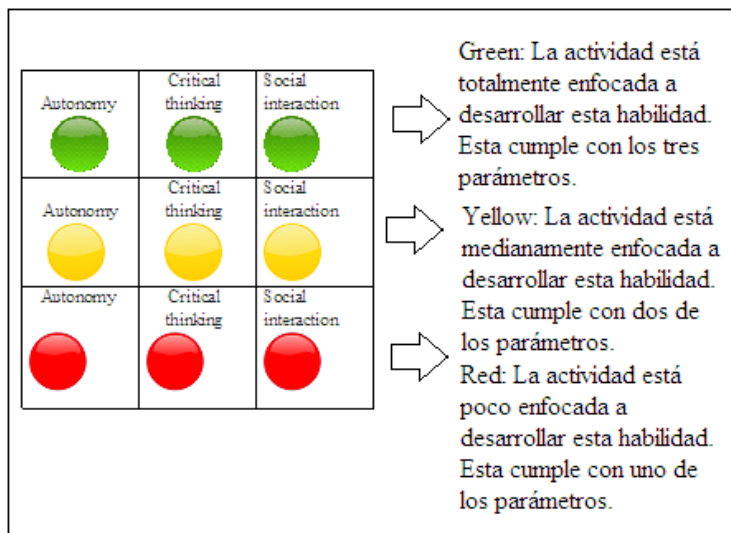 Autonomy
Critical
thinking
Social
interaction
Green: La actividad está
totalmente enfocada a
desarrollar esta habilidad.
Esta cumple con los tres
parámetros.
Autonomy
Critical
thinking
Social
interaction
Yellow: La actividad está
medianamente enfocada a
desarrollar esta habilidad.
Esta cumple con dos de
los parámetros.
Autonomy
Critical
thinking
Social
interaction
Red: La actividad está
poco enfocada a
desarrollar esta habilidad.
Esta cumple con uno de
los parámetros.